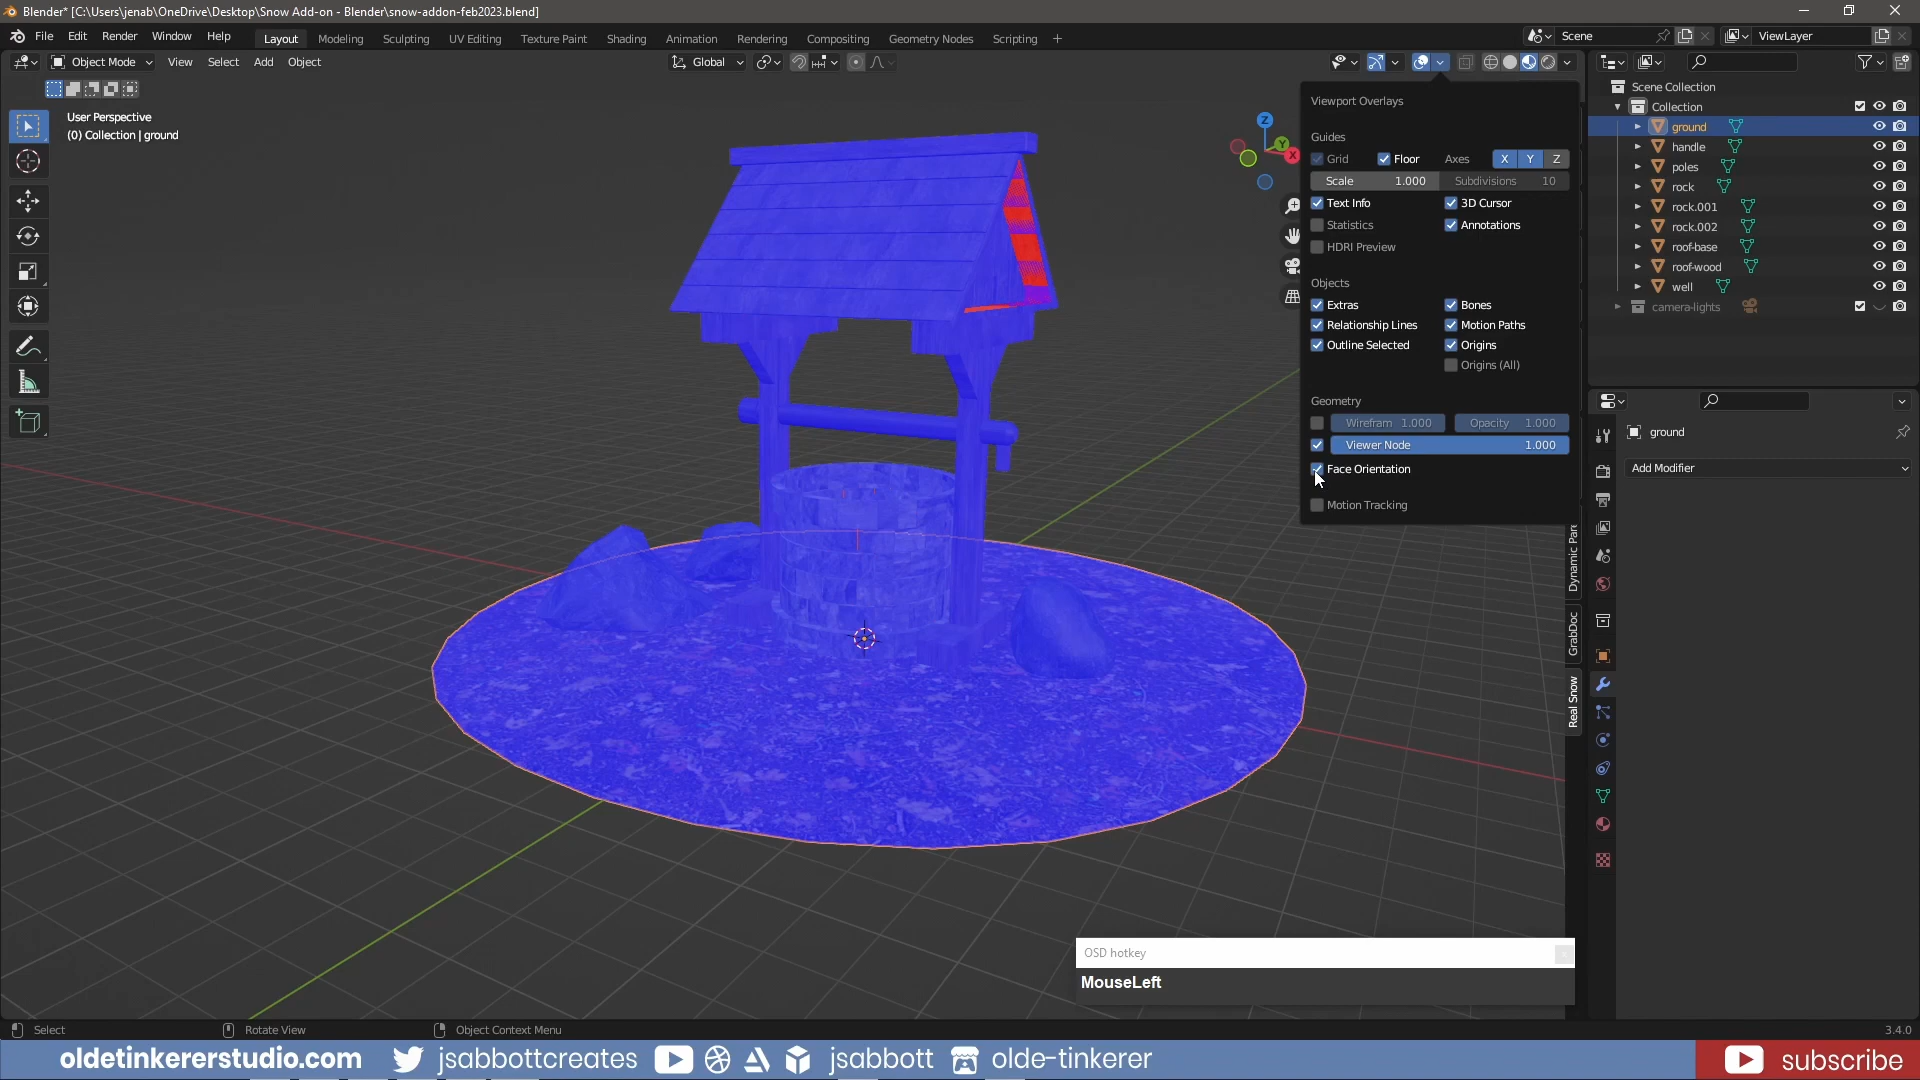 Blender* [C:\Users\jenab\OneDrive\Desktop\Snow Add-on - Blender\snow-addon-feb2023.blend]
File Edit Render Window Help Layout Modeling Sculpting UV Editing Texture Paint Shading Animation Rendering Compositing Geometry Nodes Scripting + Scene ViewLayer
Object Mode View Select Add Object Global
User Perspective
(0) Collection | ground
Z
Y
X
Viewport Overlays
Guides
Grid Floor Axes X Y Z
Scale 1.000 Subdivisions 10
Text Info 3D Cursor
Statistics Annotations
HDRI Preview
Objects
Extras Bones
Relationship Lines Motion Paths
Outline Selected Origins
Origins (All)
Geometry
Wirefram 1.000 Opacity 1.000
Viewer Node 1.000
Face Orientation
Motion Tracking
Dynamic Pare
GrabDoc
Real Snow
Scene Collection
Collection
ground
handle
poles
rock
rock.001
rock.002
roof-base
roof-wood
well
camera-lights
ground
Add Modifier
OSD hotkey
MouseLeft
Select Rotate View Object Context Menu 3.4.0
oldetinkererstudio.com jsabbottcreates jsabbott olde-tinkerer subscribe